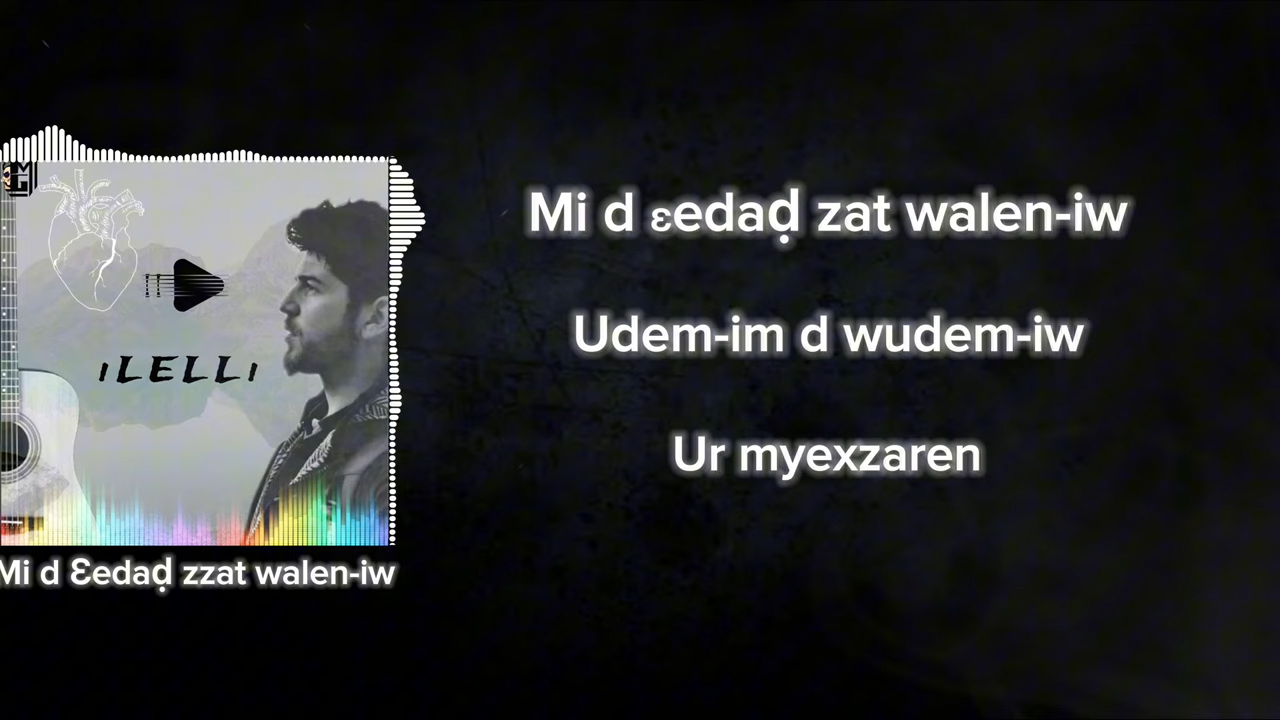 Mi d ɛedaḍ zat walen-iw
Udem-im d wudem-iw
Ur myexzaren
ILELLI
Mi d Ɛedaḍ zzat walen-iw